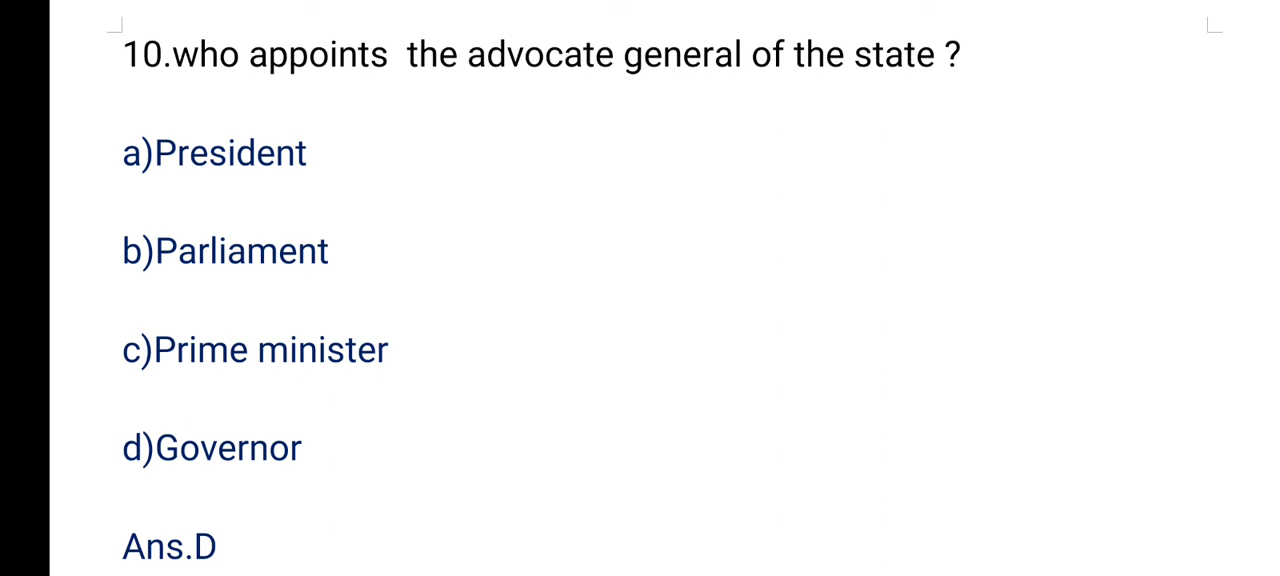 10.who appoints  the advocate general of the state ?
a)President
b)Parliament
c)Prime minister
d)Governor
Ans.D